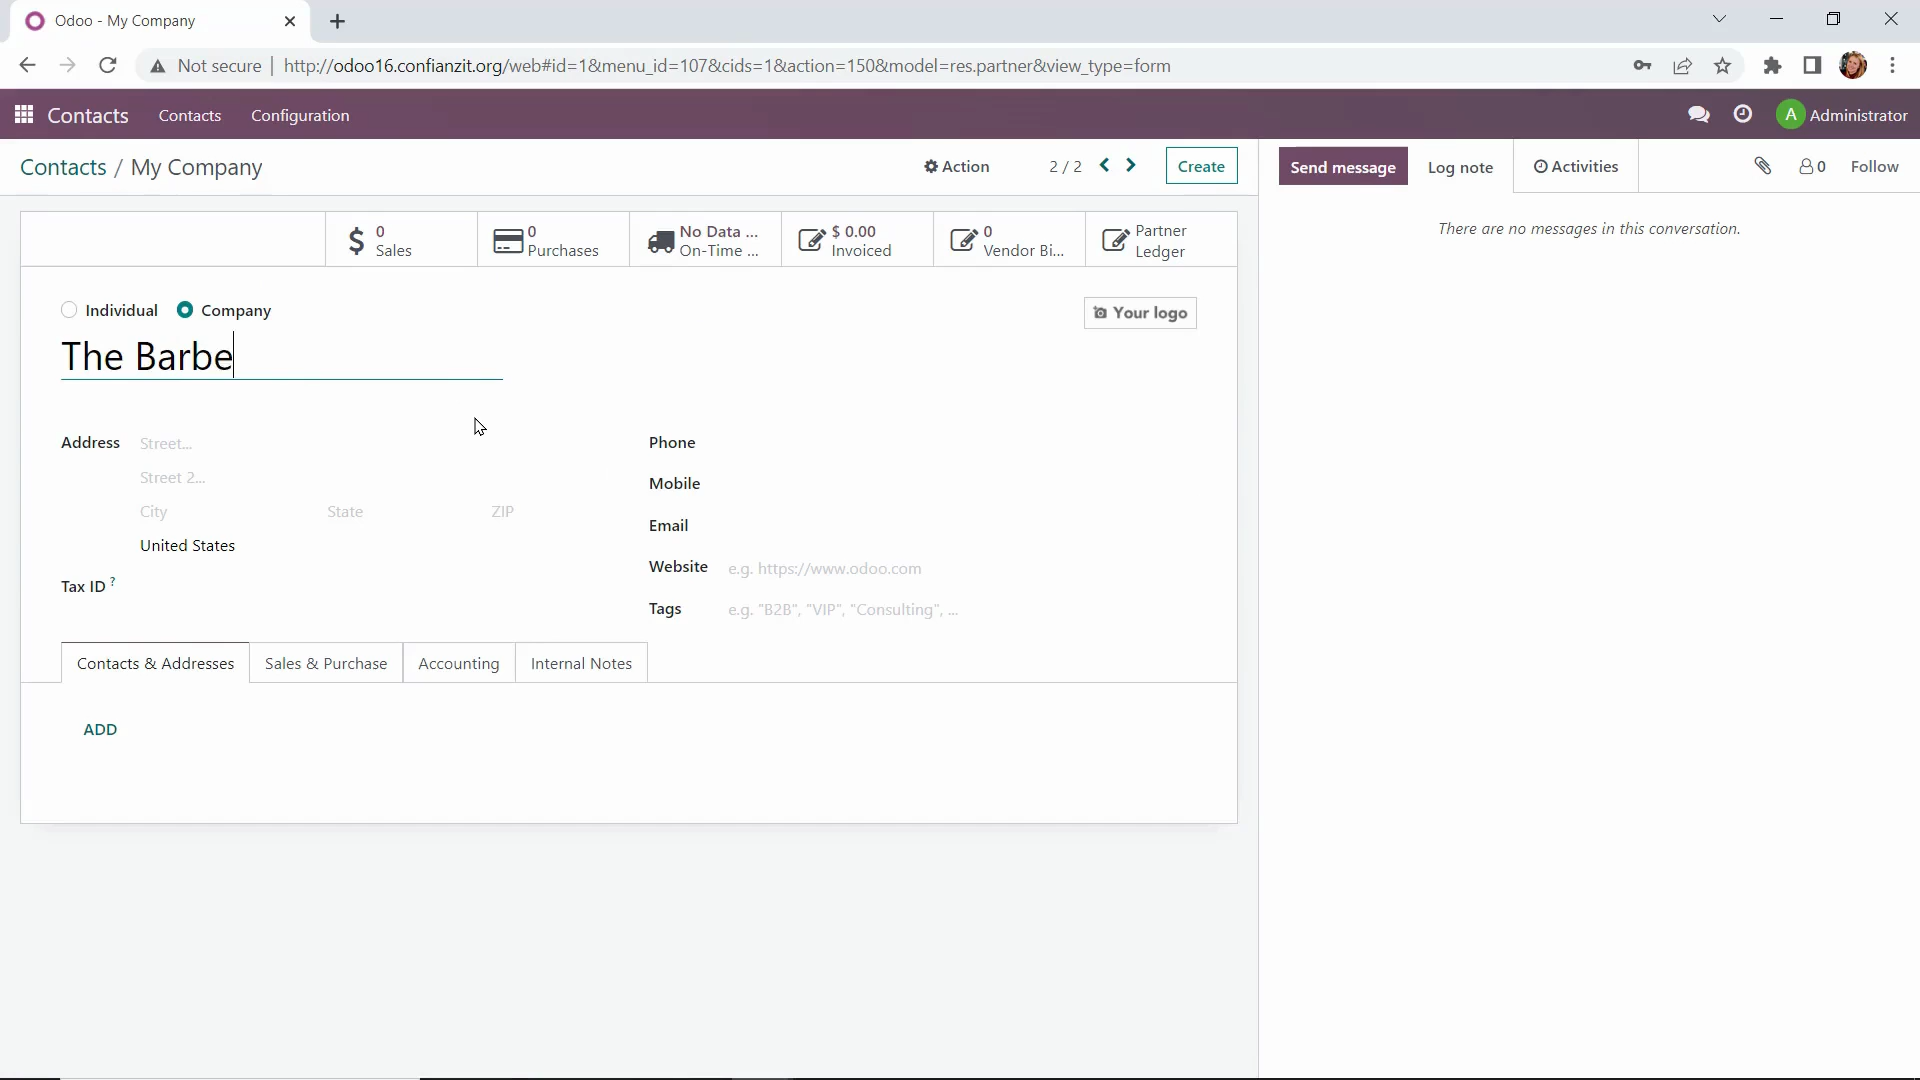 Odoo - My Company
Not secure | http://odoo16.confianzit.org/web#id=1&menu_id=107&cids=1&action=150&model=res.partner&view_type=form
Contacts Contacts Configuration A Administrator
Contacts / My Company Action 2 / 2 Create Send message Log note Activities 0 Follow
0 Sales
0 Purchases
No Data ... On-Time ...
$ 0.00 Invoiced
0 Vendor Bi...
Partner Ledger
There are no messages in this conversation.
Individual Company
Your logo
The Barbe
Address Street...
Street 2...
City State ZIP
United States
Tax ID ?
Phone
Mobile
Email
Website e.g. https://www.odoo.com
Tags e.g. "B2B", "VIP", "Consulting", ...
Contacts & Addresses Sales & Purchase Accounting Internal Notes
ADD